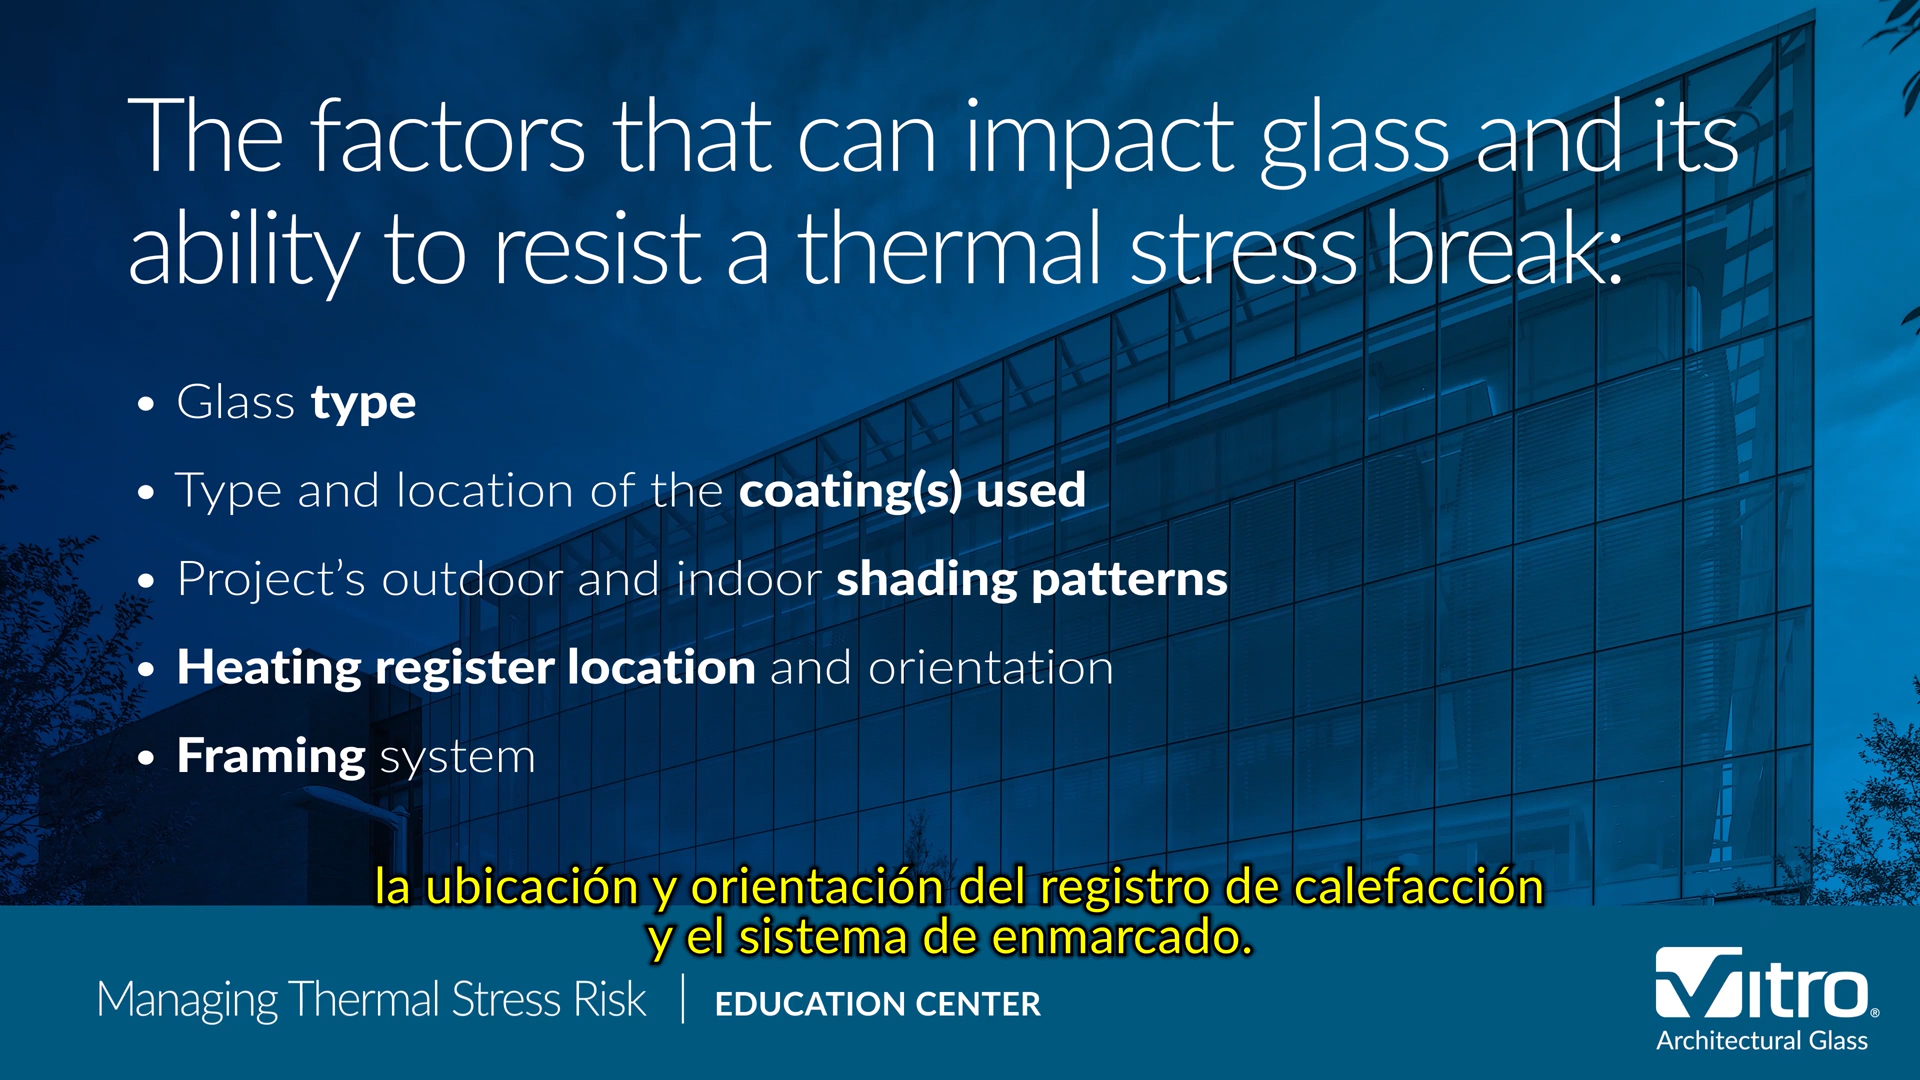 The factors that can impact glass and its
ability to resist a thermal stress break:
• Glass type
• Type and location of the coating(s) used
• Project’s outdoor and indoor shading patterns
• Heating register location and orientation
• Framing system
la ubicación y orientación del registro de calefacción
y el sistema de enmarcado.
Managing Thermal Stress Risk | EDUCATION CENTER
Vitro®
Architectural Glass